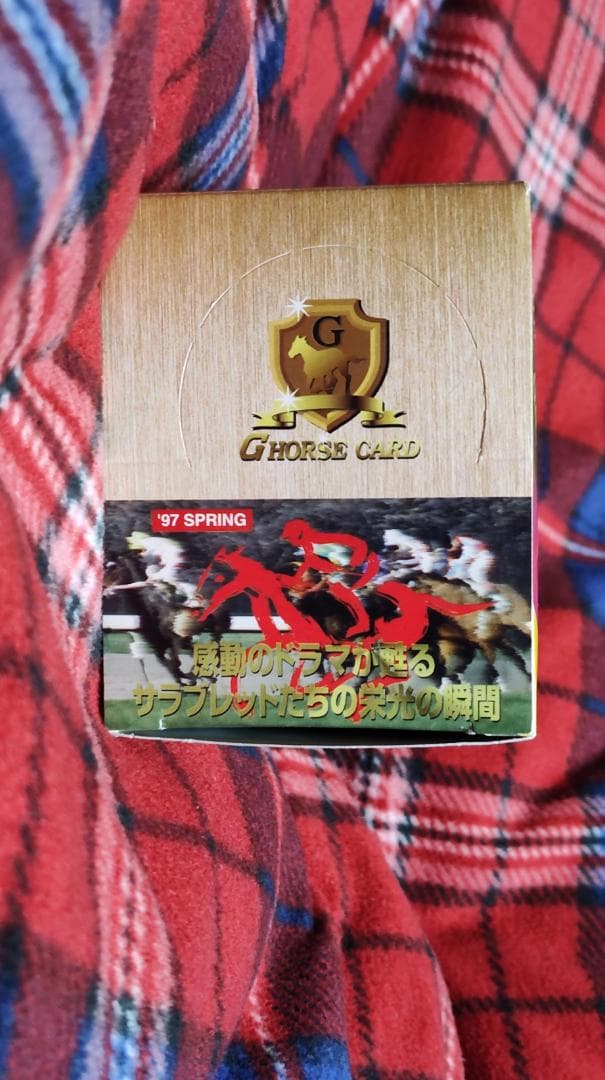 G
G HORSE CARD
'97 SPRING
感動のドラマが甦る
サラブレッドたちの栄光の瞬間